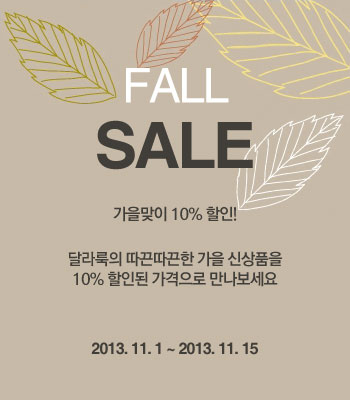 FALL
SALE
가을맞이 10% 할인!
달라룩의 따끈따끈한 가을 신상품을
10% 할인된 가격으로 만나보세요
2013. 11. 1 ~ 2013. 11. 15